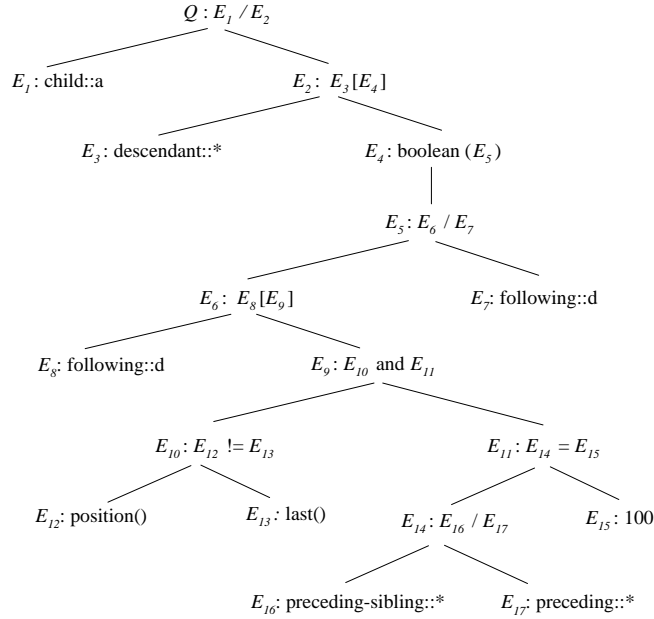 Q : E1 / E2
E1 : child::a
E2 : E3 [E4]
E3 : descendant::*
E4 : boolean (E5)
E5 : E6 / E7
E6 : E8 [E9]
E7 : following::d
E8 : following::d
E9 : E10 and E11
E10 : E12 != E13
E11 : E14 = E15
E12 : position()
E13 : last()
E14 : E16 / E17
E15 : 100
E16 : preceding-sibling::*
E17 : preceding::*